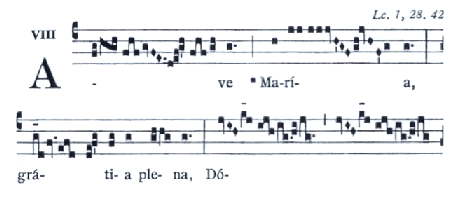 Lc. 1, 28. 42
VIII
A - ve * Ma-rí- a,
grá- ti- a ple- na, Dó-